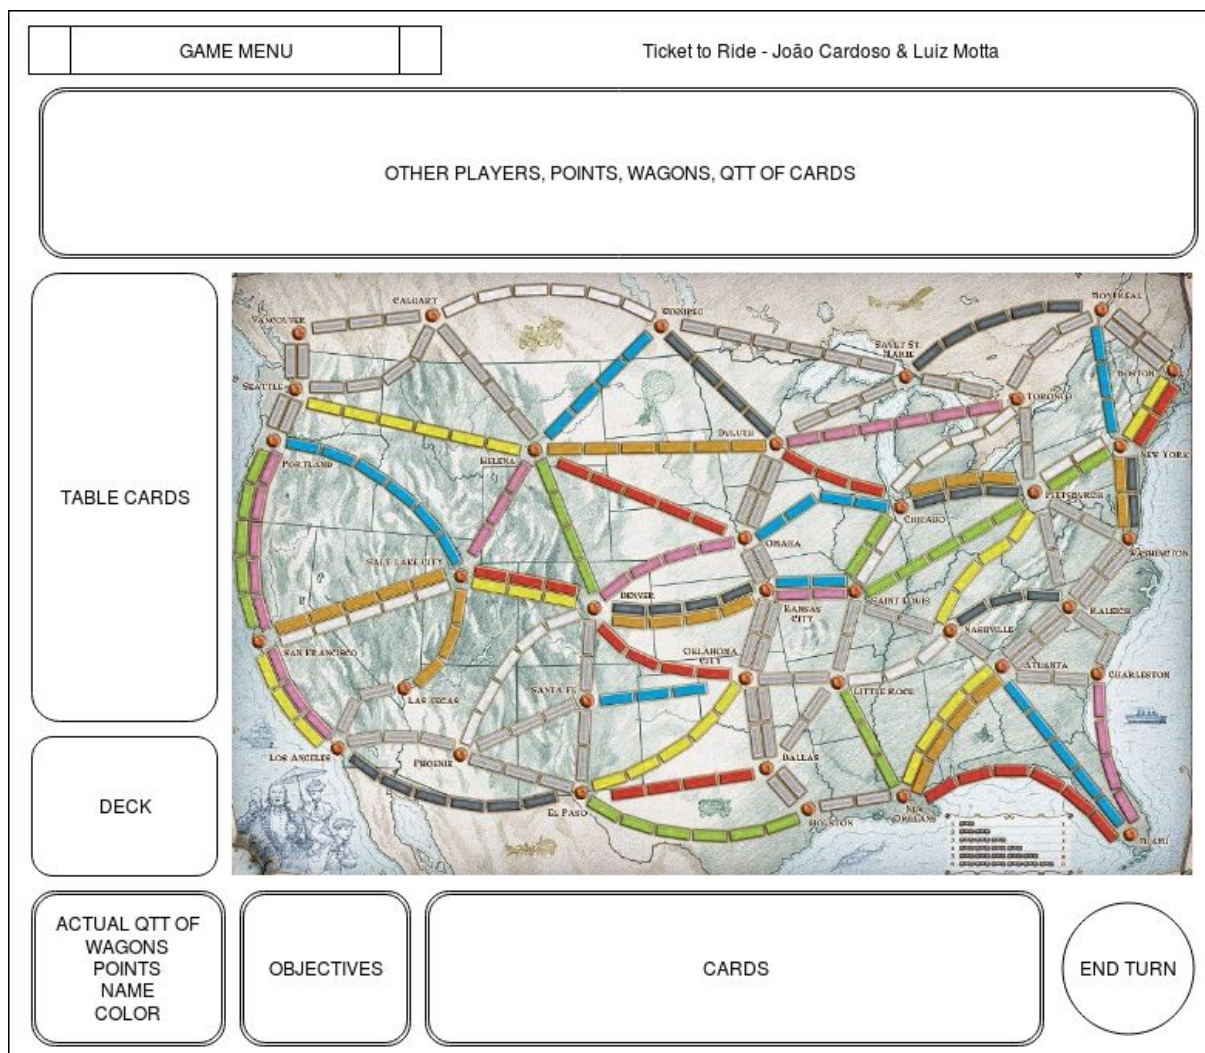 GAME MENU
Ticket to Ride - João Cardoso & Luiz Motta
OTHER PLAYERS, POINTS, WAGONS, QTT OF CARDS
TABLE CARDS
DECK
CALGARY
VANCOUVER
WINNIPEG
MONTREAL
SAULT ST.
MARIE
SEATTLE
BOSTON
TORONTO
DULUTH
PORTLAND
HELENA
NEW YORK
PITTSBURGH
CHICAGO
OMAHA
WASHINGTON
SALT LAKE CITY
DENVER
KANSAS
CITY
SAINT LOUIS
RALEIGH
NASHVILLE
SAN FRANCISCO
OKLAHOMA
CITY
ATLANTA
CHARLESTON
LAS VEGAS
SANTA FE
LITTLE ROCK
LOS ANGELES
PHOENIX
DALLAS
EL PASO
HOUSTON
NEW
ORLEANS
MIAMI
ACTUAL QTT OF
WAGONS
POINTS
NAME
COLOR
OBJECTIVES
CARDS
END TURN